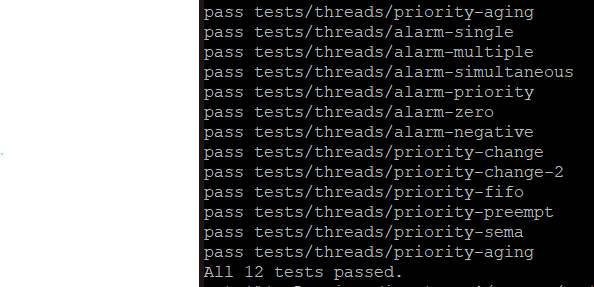 pass tests/threads/priority-aging
pass tests/threads/alarm-single
pass tests/threads/alarm-multiple
pass tests/threads/alarm-simultaneous
pass tests/threads/alarm-priority
pass tests/threads/alarm-zero
pass tests/threads/alarm-negative
pass tests/threads/priority-change
pass tests/threads/priority-change-2
pass tests/threads/priority-fifo
pass tests/threads/priority-preempt
pass tests/threads/priority-sema
pass tests/threads/priority-aging
All 12 tests passed.